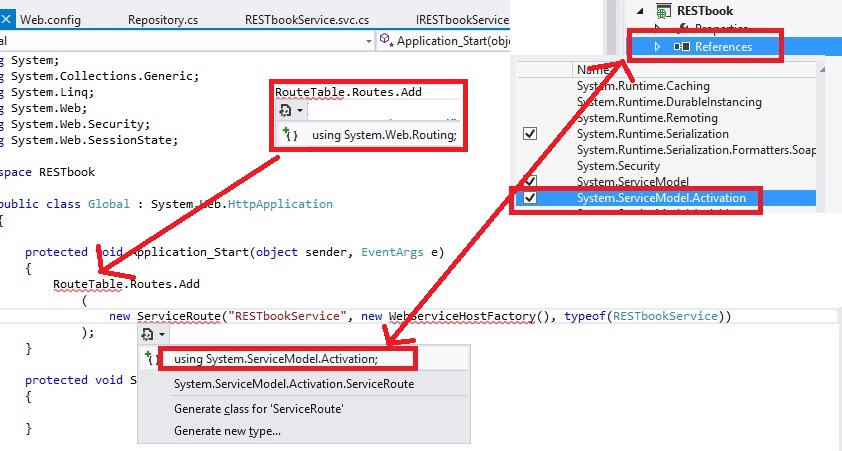 Web.config
Repository.cs
RESTbookService.svc.cs
IRESTbookService
al
Application_Start(obje
g System;
g System.Collections.Generic;
g System.Linq;
g System.Web;
g System.Web.Security;
g System.Web.SessionState;
space RESTbook
public class Global : System.Web.HttpApplication
{
protected void Application_Start(object sender, EventArgs e)
{
RouteTable.Routes.Add
(
new ServiceRoute("RESTbookService", new WebServiceHostFactory(), typeof(RESTbookService))
);
}
using System.ServiceModel.Activation;
System.ServiceModel.Activation.ServiceRoute
Generate class for 'ServiceRoute'
Generate new type...
protected void S
{
}
RouteTable.Routes.Add
using System.Web.Routing;
RESTbook
Properties
References
Name
System.Runtime.Caching
System.Runtime.DurableInstancing
System.Runtime.Remoting
System.Runtime.Serialization
System.Runtime.Serialization.Formatters.Soap
System.Security
System.ServiceModel
System.ServiceModel.Activation